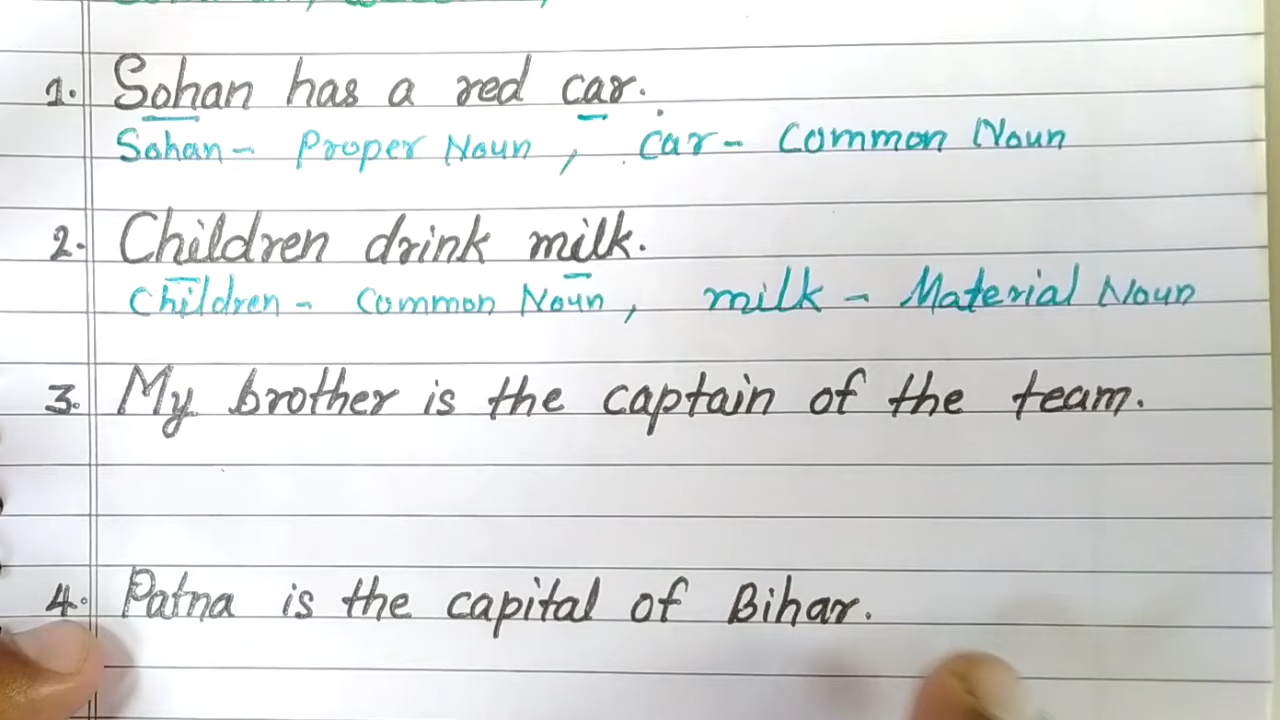 1. Sohan has a red car.
Sohan - Proper Noun, car - Common Noun
2. Children drink milk.
Children - Common Noun, milk - Material Noun
3. My brother is the captain of the team.
4. Patna is the capital of Bihar.